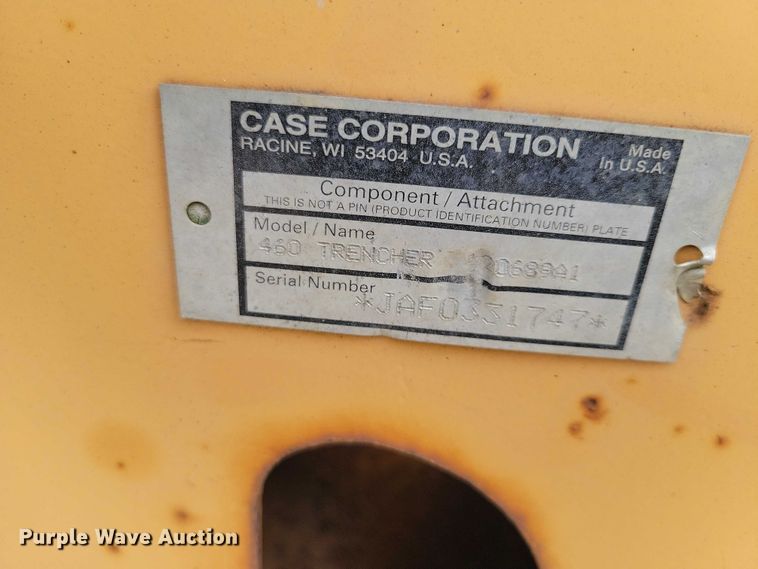 CASE CORPORATION
RACINE, WI 53404 U.S.A.
Made
In U.S.A.
Component / Attachment
THIS IS NOT A PIN (PRODUCT IDENTIFICATION NUMBER) PLATE
Model / Name
460 TRENCHER
Serial Number
*JAF0331747*
Purple Wave Auction